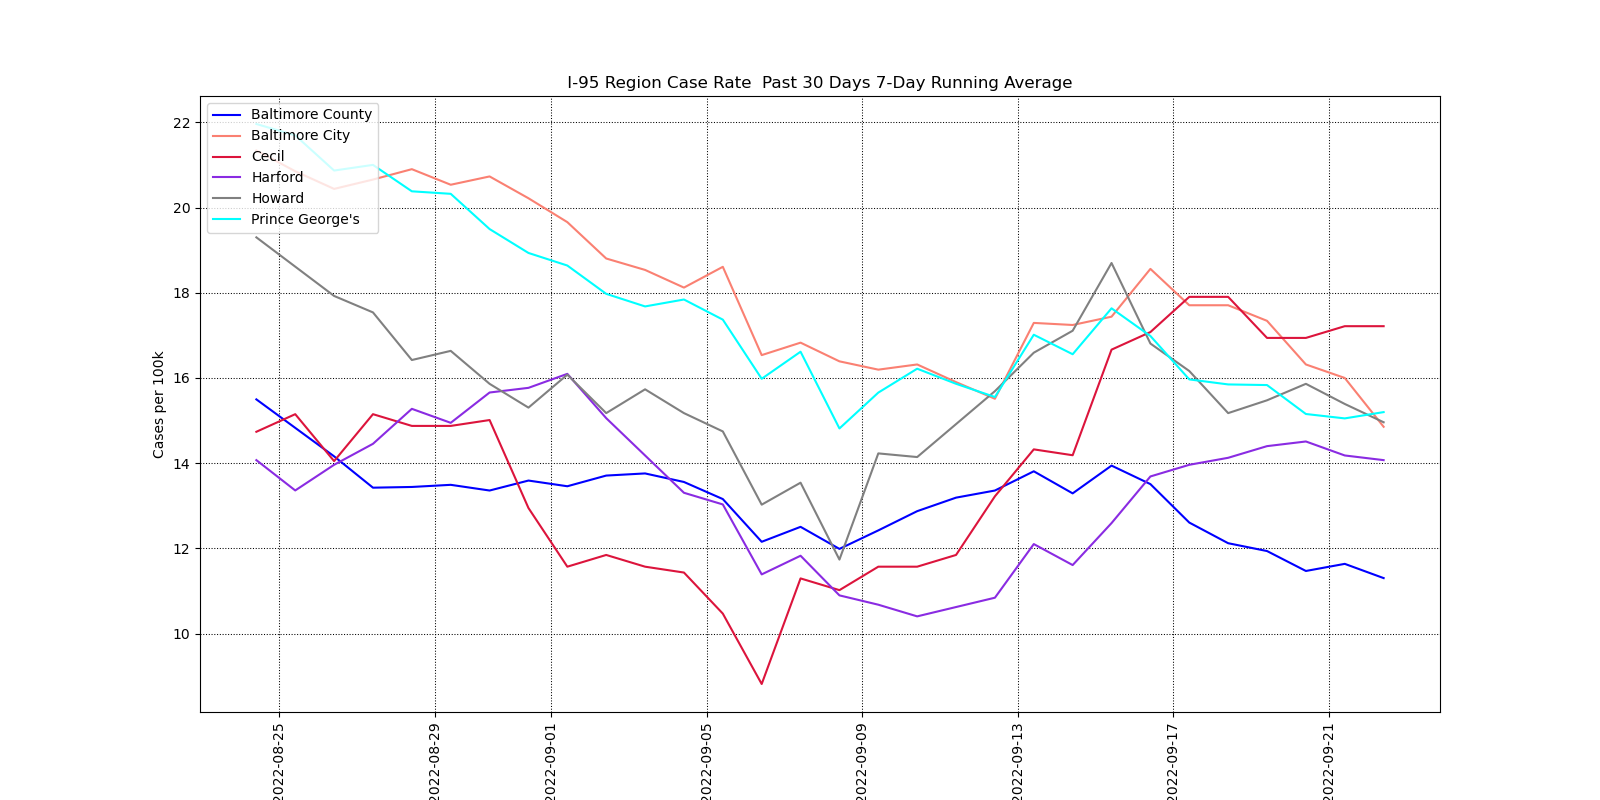 I-95 Region Case Rate  Past 30 Days 7-Day Running Average
Baltimore County
Baltimore City
Cecil
Harford
Howard
Prince George's
Cases per 100k
22
20
18
16
14
12
10
2022-08-25
2022-08-29
2022-09-01
2022-09-05
2022-09-09
2022-09-13
2022-09-17
2022-09-21